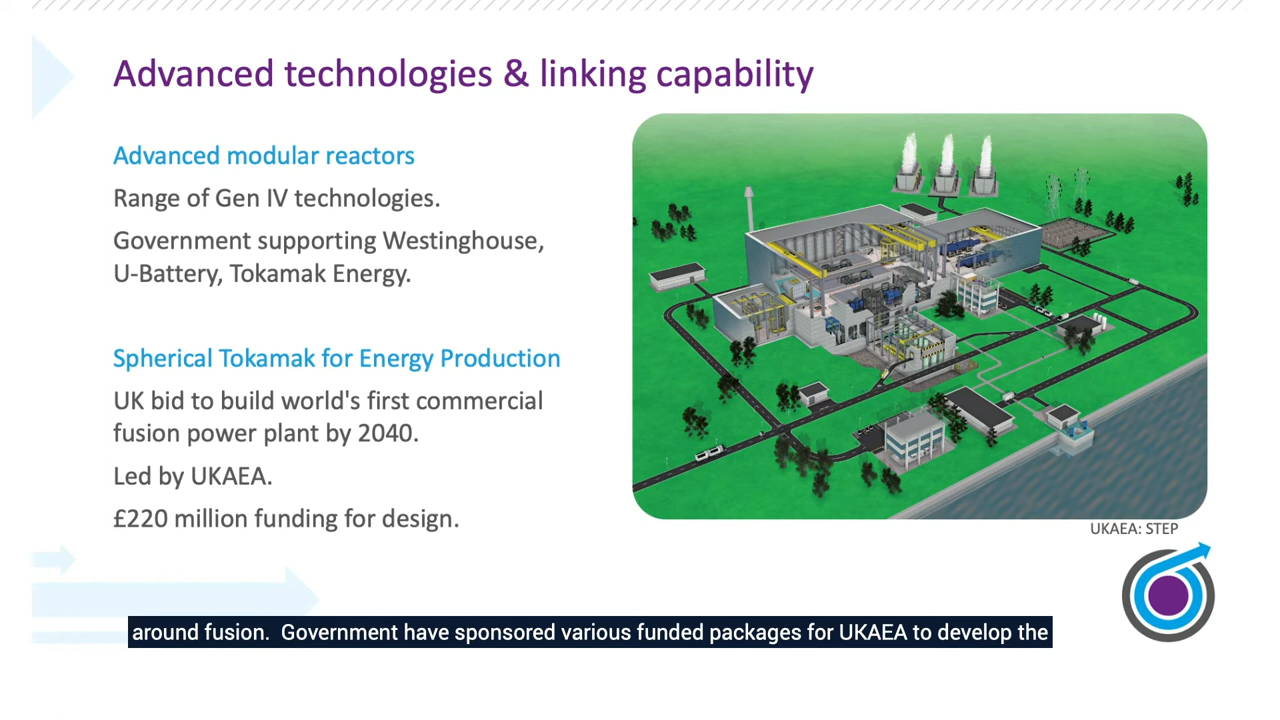 Advanced technologies & linking capability
Advanced modular reactors
Range of Gen IV technologies.
Government supporting Westinghouse,
U-Battery, Tokamak Energy.
Spherical Tokamak for Energy Production
UK bid to build world's first commercial
fusion power plant by 2040.
Led by UKAEA.
£220 million funding for design.
UKAEA: STEP
around fusion.  Government have sponsored various funded packages for UKAEA to develop the